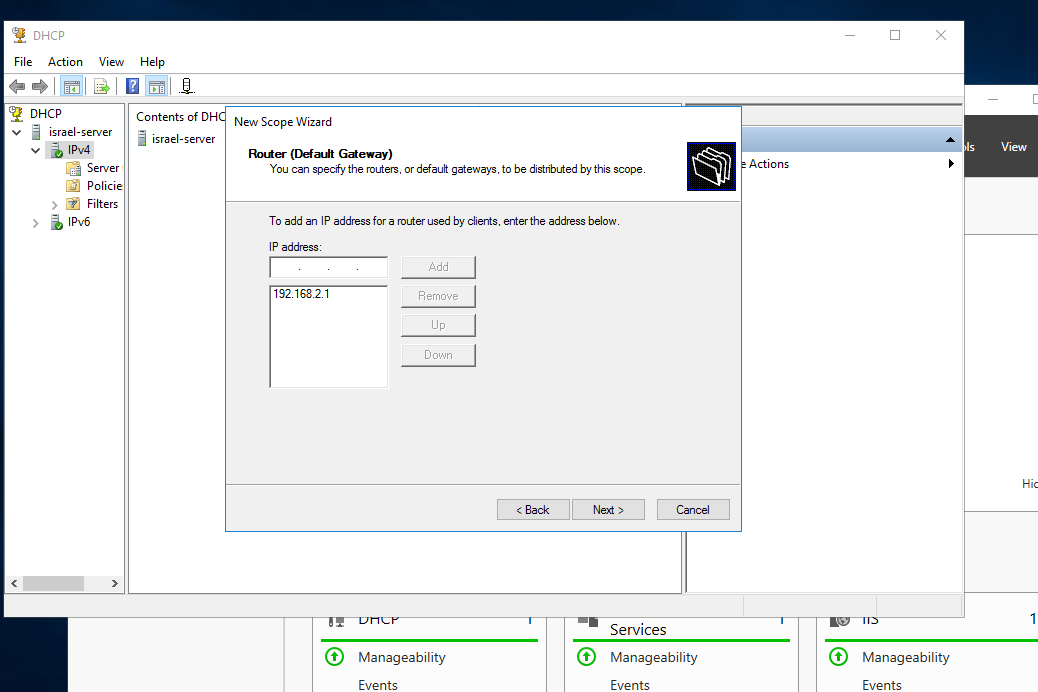 DHCP
File Action View Help
DHCP
israel-server
IPv4
Server
Policie
Filters
IPv6
Contents of DHC
israel-server
New Scope Wizard
Router (Default Gateway)
You can specify the routers, or default gateways, to be distributed by this scope.
To add an IP address for a router used by clients, enter the address below.
IP address:
. . .
Add
192.168.2.1
Remove
Up
Down
< Back
Next >
Cancel
e Actions
ols View
Hid
DHCP 1
Services 1
IIS 1
Manageability
Manageability
Manageability
Events
Events
Events